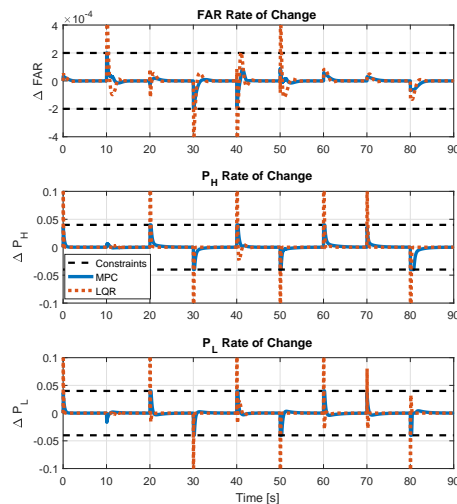 FAR Rate of Change
×10⁻⁴
4
2
0
-2
-4
Δ FAR
0 10 20 30 40 50 60 70 80 90
P_H Rate of Change
0.1
0.05
0
-0.05
-0.1
Δ P_H
Constraints
MPC
LQR
0 10 20 30 40 50 60 70 80 90
P_L Rate of Change
0.1
0.05
0
-0.05
-0.1
Δ P_L
0 10 20 30 40 50 60 70 80 90
Time [s]